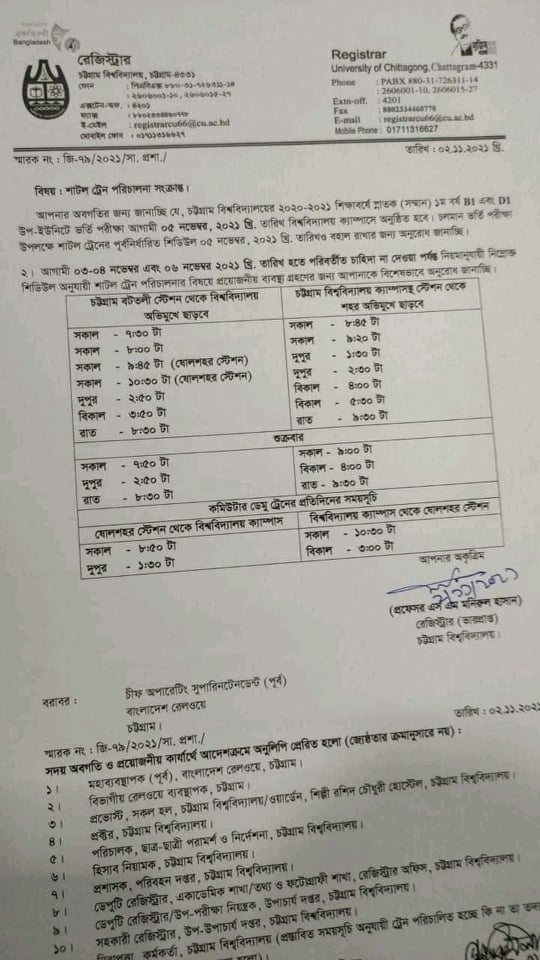 Bangladesh
রেজিস্ট্রার
চট্টগ্রাম বিশ্ববিদ্যালয়, চট্টগ্রাম-৪৩৩১
ফোন : পিএবিএক্স ৮৮০-৩১-৭২৬৩১১-১৪
: ২৬০৬০০১-১০, ২৬০৬০১৫-২৭
এক্সটেন-অফ. : ৪২০১
ফ্যাক্স :
ই-মেইল : registrarcu66@cu.ac.bd
মোবাইল ফোন : ০১৭১১৩১৬৬২৭
Registrar
University of Chittagong, Chattogram-4331
Phone : PABX 880-31-726311-14
: 2606001-10, 2606015-27
Extn-off. : 4201
Fax : 8802334468778
E-mail : registrarcu66@cu.ac.bd
Mobile Phone : 01711316627
স্মারক নং : জি-৭৯/২০২১/সা. প্রশা./
তারিখ : ০২.১১.২০২১ খ্রি.
বিষয় : শাটল ট্রেন পরিচালনা সংক্রান্ত।
আপনার অবগতির জন্য জানাচ্ছি যে, চট্টগ্রাম বিশ্ববিদ্যালয়ের ২০২০-২০২১ শিক্ষাবর্ষে স্নাতক (সম্মান) ১ম বর্ষ B1 এবং D1
উপ-ইউনিটে ভর্তি পরীক্ষা আগামী ০৫ নভেম্বর, ২০২১ খ্রি. তারিখ বিশ্ববিদ্যালয় ক্যাম্পাসে অনুষ্ঠিত হবে। চলমান ভর্তি পরীক্ষা
উপলক্ষে শাটল ট্রেনের পূর্বনির্ধারিত শিডিউল ০৫ নভেম্বর, ২০২১ খ্রি. তারিখও বহাল রাখার জন্য অনুরোধ জানাচ্ছি।
২। আগামী ০৩-০৪ নভেম্বর এবং ০৬ নভেম্বর ২০২১ খ্রি. তারিখ হতে পরিবর্তীত চাহিদা না দেওয়া পর্যন্ত নিয়মানুযায়ী নিম্নোক্ত
শিডিউল অনুযায়ী শাটল ট্রেন পরিচালনার বিষয়ে প্রয়োজনীয় ব্যবস্থা গ্রহণের জন্য আপনাকে বিশেষভাবে অনুরোধ জানাচ্ছি।
চট্টগ্রাম বটতলী স্টেশন থেকে বিশ্ববিদ্যালয়
অভিমুখে ছাড়বে
চট্টগ্রাম বিশ্ববিদ্যালয় ক্যাম্পাসস্থ স্টেশন থেকে
শহর অভিমুখে ছাড়বে
সকাল - ৭:৩০ টা
সকাল - ৮:০০ টা
সকাল - ৯:৪৫ টা (ষোলশহর স্টেশন)
সকাল - ১০:৩০ টা (ষোলশহর স্টেশন)
দুপুর - ২:৫০ টা
বিকাল - ৩:৫০ টা
রাত - ৮:৩০ টা
সকাল - ৮:৪৫ টা
সকাল - ৯:২০ টা
দুপুর - ১:৩০ টা
দুপুর - ২:৩০ টা
বিকাল - ৪:০০ টা
বিকাল - ৫:৩০ টা
রাত - ৯:৩০ টা
শুক্রবার
সকাল - ৭:৫০ টা
দুপুর - ২:৫০ টা
রাত - ৮:৩০ টা
সকাল - ৯:০০ টা
বিকাল - ৪:০০ টা
রাত - ৯:৩০ টা
কমিউটার ডেমু ট্রেনের প্রতিদিনের সময়সূচি
ষোলশহর স্টেশন থেকে বিশ্ববিদ্যালয় ক্যাম্পাস
বিশ্ববিদ্যালয় ক্যাম্পাস থেকে ষোলশহর স্টেশন
সকাল - ৮:৫০ টা
দুপুর - ১:৩০ টা
সকাল - ১০:৩০ টা
বিকাল - ৩:০০ টা
আপনার অকৃত্রিম
(প্রফেসর এস এম মনিরুল হাসান)
রেজিস্ট্রার (ভারপ্রাপ্ত)
চট্টগ্রাম বিশ্ববিদ্যালয়।
বরাবর :
চীফ অপারেটিং সুপারিনটেনডেন্ট (পূর্ব)
বাংলাদেশ রেলওয়ে
চট্টগ্রাম।
স্মারক নং : জি-৭৯/২০২১/সা. প্রশা./
তারিখ : ০২.১১.২০২১
সদয় অবগতি ও প্রয়োজনীয় কার্যার্থে আদেশক্রমে অনুলিপি প্রেরিত হলো (জ্যেষ্ঠতার ক্রমানুসারে নয়) :
১। মহাব্যবস্থাপক (পূর্ব), বাংলাদেশ রেলওয়ে, চট্টগ্রাম।
২। বিভাগীয় রেলওয়ে ব্যবস্থাপক, চট্টগ্রাম।
৩। প্রভোস্ট, সকল হল, চট্টগ্রাম বিশ্ববিদ্যালয়/ওয়ার্ডেন, শিল্পী রশিদ চৌধুরী হোস্টেল, চট্টগ্রাম বিশ্ববিদ্যালয়।
৪। প্রক্টর, চট্টগ্রাম বিশ্ববিদ্যালয়।
৫। পরিচালক, ছাত্র-ছাত্রী পরামর্শ ও নির্দেশনা, চট্টগ্রাম বিশ্ববিদ্যালয়।
৬। হিসাব নিয়ামক, চট্টগ্রাম বিশ্ববিদ্যালয়।
৭। প্রশাসক, পরিবহন দপ্তর, চট্টগ্রাম বিশ্ববিদ্যালয়।
৮। ডেপুটি রেজিস্ট্রার, একাডেমিক শাখা/তথ্য ও ফটোগ্রাফী শাখা, রেজিস্ট্রার অফিস, চট্টগ্রাম বিশ্ববিদ্যালয়।
৯। ডেপুটি রেজিস্ট্রার/উপ-পরীক্ষা নিয়ন্ত্রক, উপাচার্য দপ্তর, চট্টগ্রাম বিশ্ববিদ্যালয়।
১০। সহকারী রেজিস্ট্রার, উপ-উপাচার্য দপ্তর, চট্টগ্রাম বিশ্ববিদ্যালয়।
কর্মকর্তা, চট্টগ্রাম বিশ্ববিদ্যালয় (প্রস্তাবিত সময়সূচি অনুযায়ী ট্রেন পরিচালিত হচ্ছে কি না তা